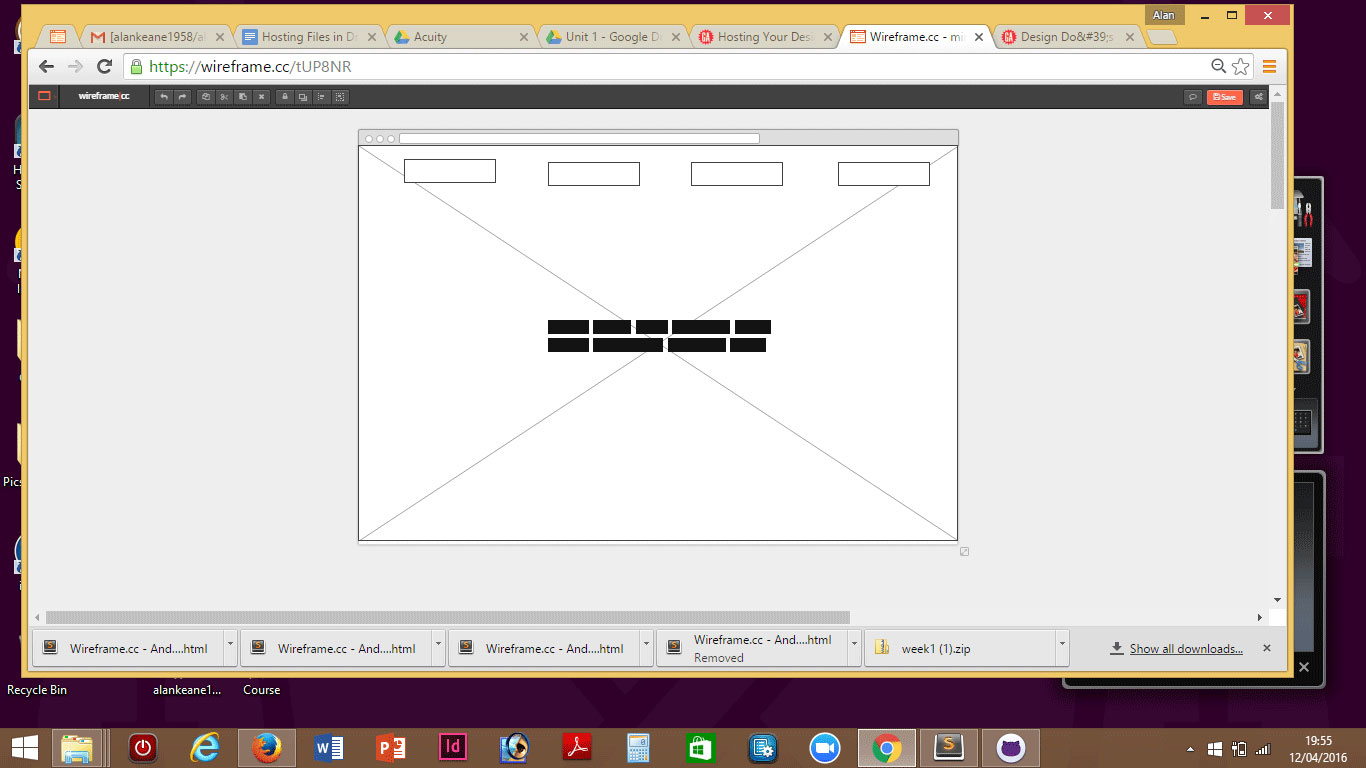 Alan
[alankeane1958/al
Hosting Files in Dr
Acuity
Unit 1 - Google Dr
Hosting Your Desi
Wireframe.cc - mi
Design Do&#39;s
https://wireframe.cc/tUP8NR
wireframe|cc
Save
Pics
Wireframe.cc - And....html
Wireframe.cc - And....html
Wireframe.cc - And....html
Wireframe.cc - And....html
Removed
week1 (1).zip
Show all downloads...
Recycle Bin
alankeane1...
Course
19:55
12/04/2016